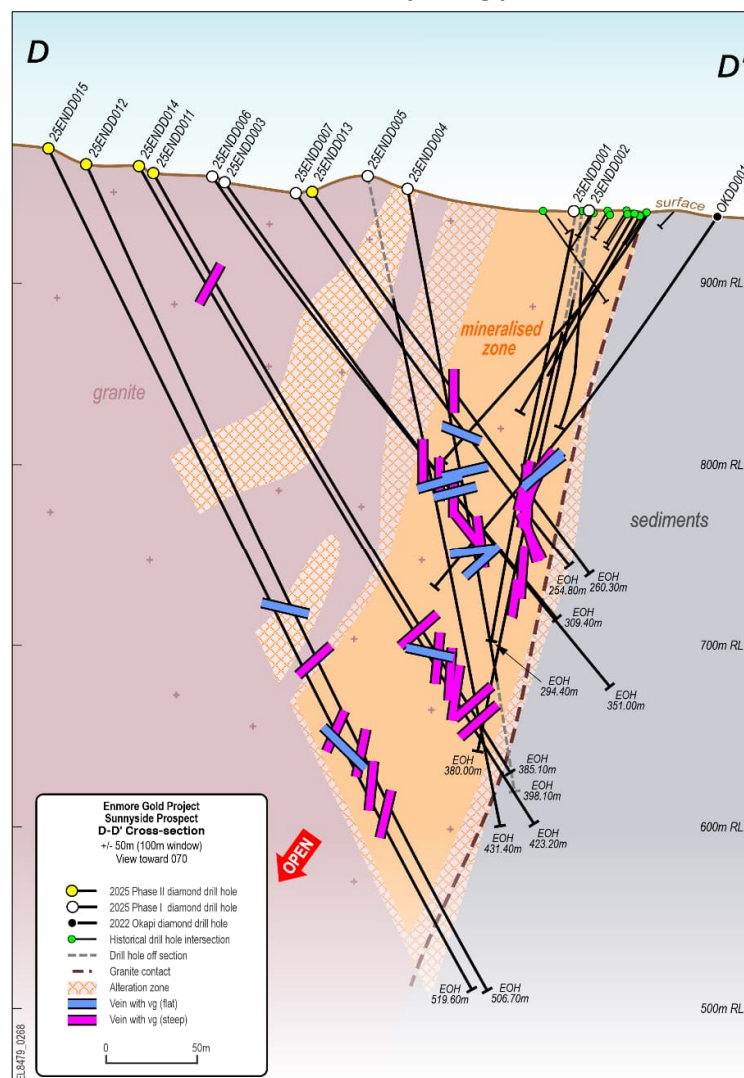 D
D'
25ENDD015
25ENDD012
25ENDD014
25ENDD011
25ENDD006
25ENDD003
25ENDD007
25ENDD013
25ENDD005
25ENDD004
25ENDD001
25ENDD002
OKDD001
surface
900m RL
mineralised
zone
granite
800m RL
sediments
EOH
254.80m
EOH
260.30m
EOH
309.40m
700m RL
EOH
294.40m
EOH
351.00m
EOH
380.00m
EOH
385.10m
EOH
398.10m
EOH
431.40m
EOH
423.20m
600m RL
OPEN
EOH
519.60m
EOH
506.70m
500m RL
Enmore Gold Project
Sunnyside Prospect
D-D' Cross-section
+/- 50m (100m window)
View toward 070
2025 Phase II diamond drill hole
2025 Phase I diamond drill hole
2022 Okapi diamond drill hole
Historical drill hole intersection
Drill hole off section
Granite contact
Alteration zone
Vein with vg (flat)
Vein with vg (steep)
0 50m
EL8479_0268